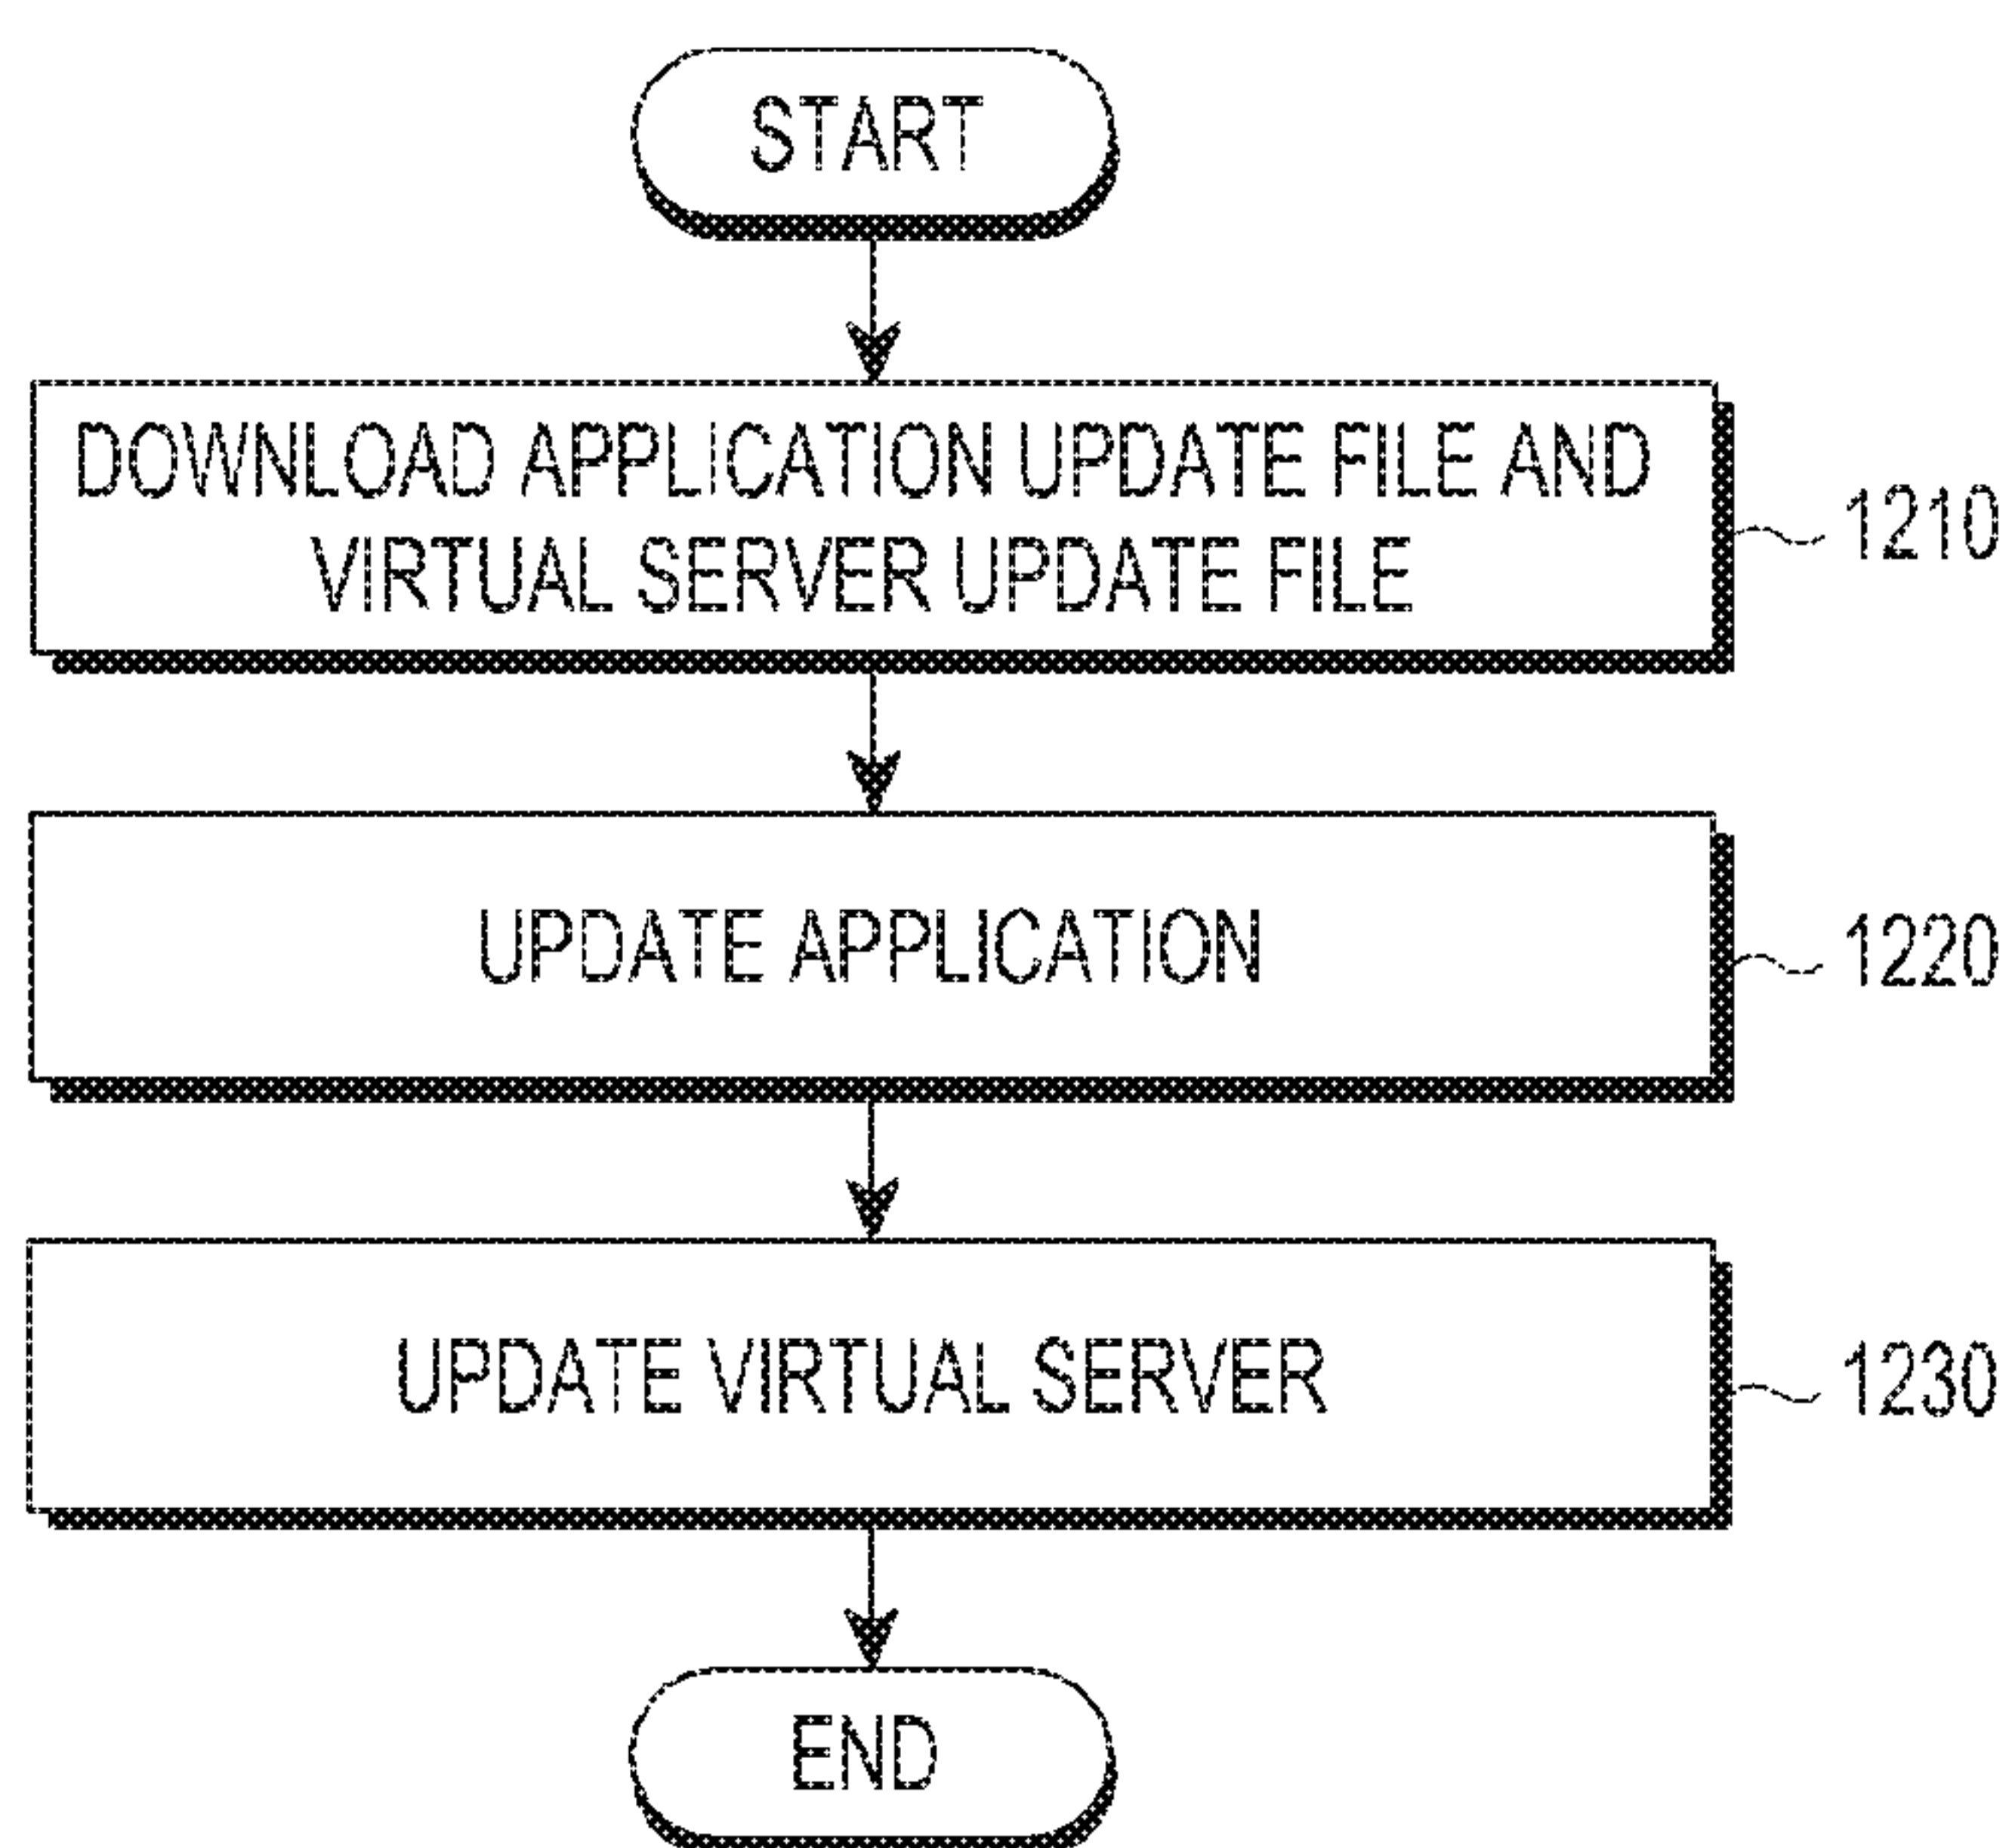 START
DOWNLOAD APPLICATION UPDATE FILE AND
VIRTUAL SERVER UPDATE FILE
1210
UPDATE APPLICATION
1220
UPDATE VIRTUAL SERVER
1230
END